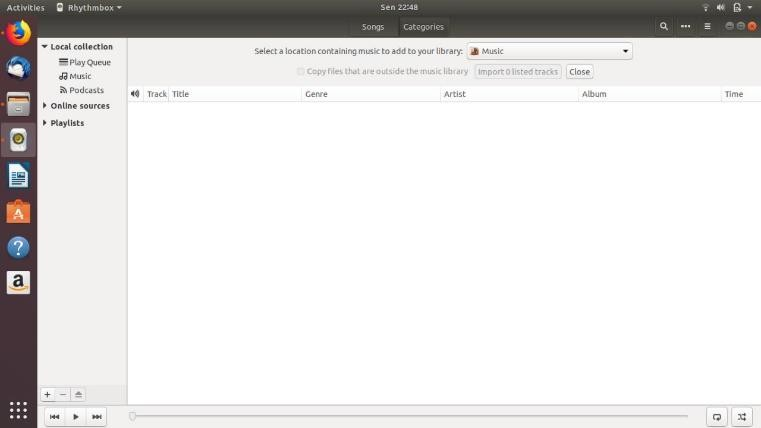 Activities Rhythmbox Sen 22:48
Songs Categories
Local collection
Play Queue
Music
Podcasts
Online sources
Playlists
Select a location containing music to add to your library: Music
Copy files that are outside the music library Import 0 listed tracks Close
Track Title Genre Artist Album Time